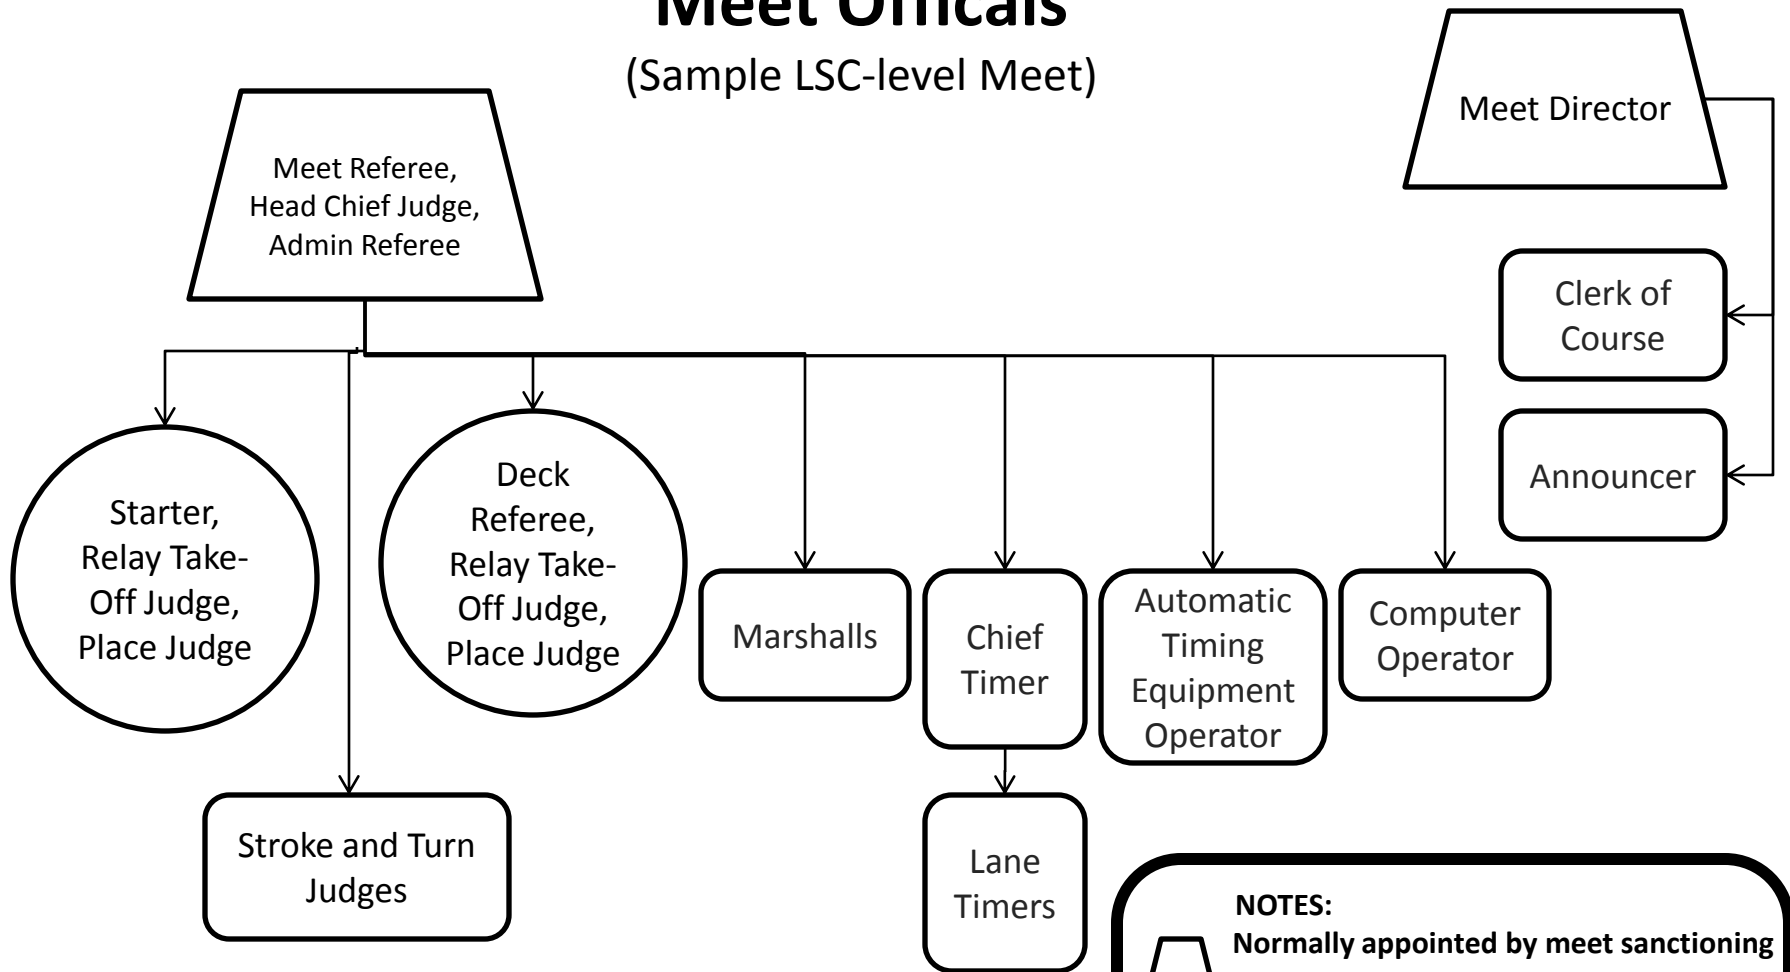 Meet Officals
(Sample LSC-level Meet)
Meet Director
Meet Referee,
Head Chief Judge,
Admin Referee
Clerk of
Course
Announcer
Starter,
Relay Take-
Off Judge,
Place Judge
Deck
Referee,
Relay Take-
Off Judge,
Place Judge
Marshalls
Chief
Timer
Automatic
Timing
Equipment
Operator
Computer
Operator
Stroke and Turn
Judges
Lane
Timers
NOTES:
Normally appointed by meet sanctioning